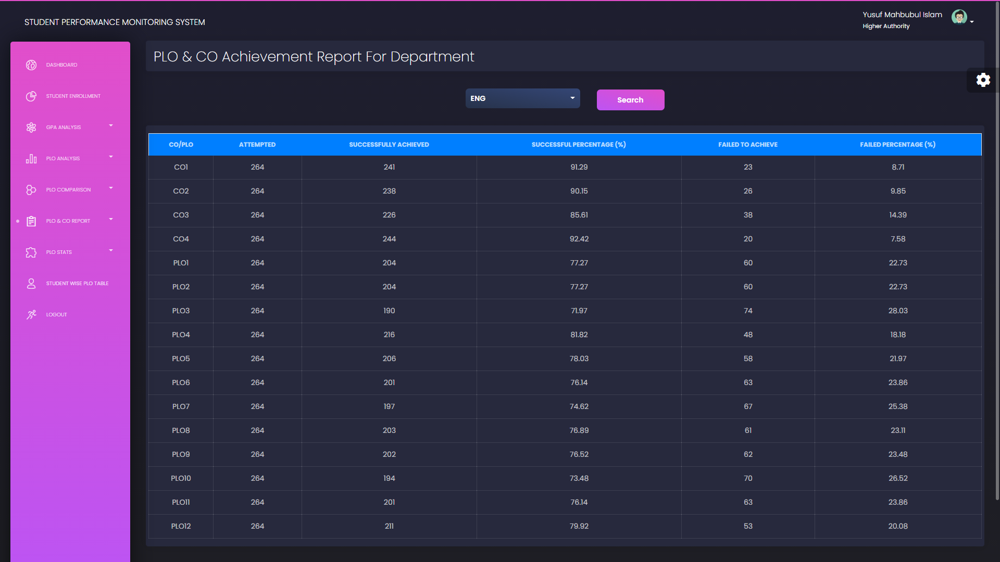 STUDENT PERFORMANCE MONITORING SYSTEM
Yusuf Mahbubul Islam
Higher Authority
DASHBOARD
STUDENT ENROLLMENT
GPA ANALYSIS
PLO ANALYSIS
PLO COMPARISON
PLO & CO REPORT
PLO STATS
STUDENT WISE PLO TABLE
LOGOUT
PLO & CO Achievement Report For Department
ENG Search
CO/PLO ATTEMPTED SUCCESSFULLY ACHIEVED SUCCESSFUL PERCENTAGE (%) FAILED TO ACHIEVE FAILED PERCENTAGE (%)
CO1 264 241 91.29 23 8.71
CO2 264 238 90.15 26 9.85
CO3 264 226 85.61 38 14.39
CO4 264 244 92.42 20 7.58
PLO1 264 204 77.27 60 22.73
PLO2 264 204 77.27 60 22.73
PLO3 264 190 71.97 74 28.03
PLO4 264 216 81.82 48 18.18
PLO5 264 206 78.03 58 21.97
PLO6 264 201 76.14 63 23.86
PLO7 264 197 74.62 67 25.38
PLO8 264 203 76.89 61 23.11
PLO9 264 202 76.52 62 23.48
PLO10 264 194 73.48 70 26.52
PLO11 264 201 76.14 63 23.86
PLO12 264 211 79.92 53 20.08